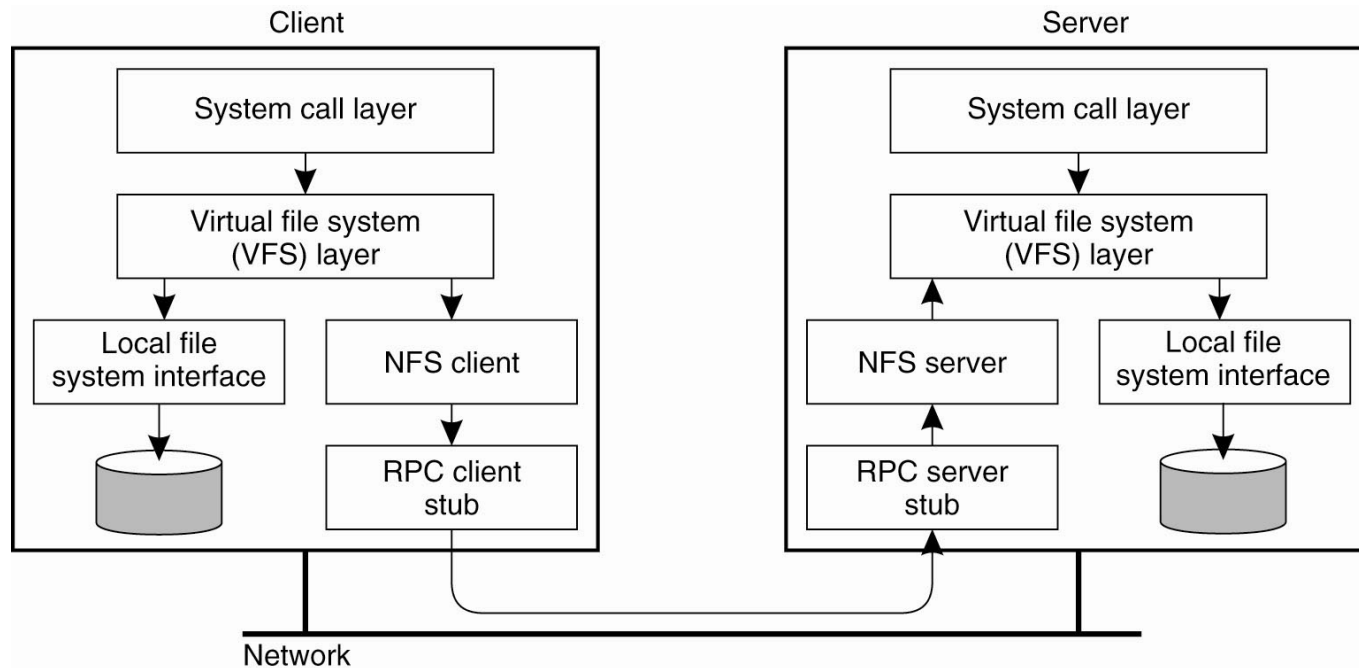 Client
System call layer
Virtual file system
(VFS) layer
Local file
system interface
NFS client
RPC client
stub
Server
System call layer
Virtual file system
(VFS) layer
NFS server
Local file
system interface
RPC server
stub
Network